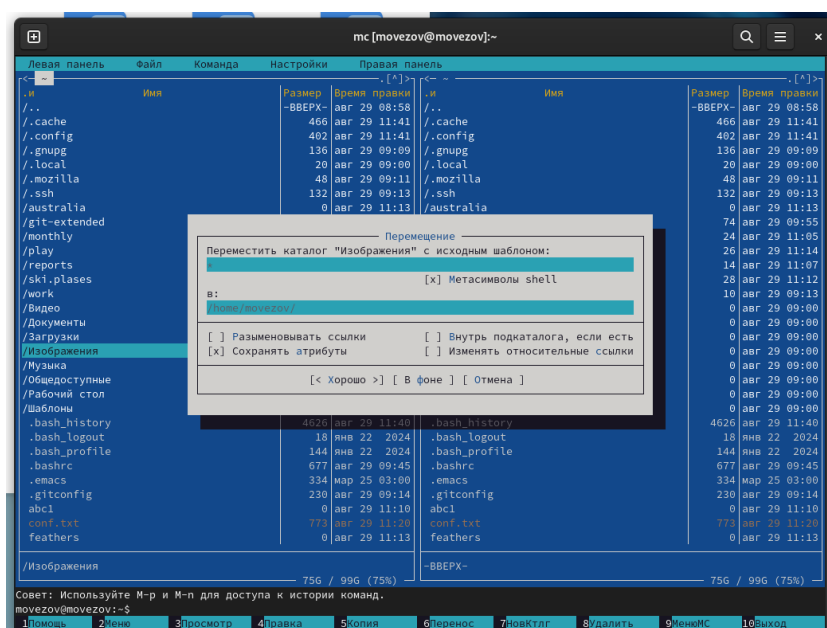 mc [movezov@movezov]:~
Левая панель Файл Команда Настройки Правая панель
<— ~ .[^]> <— ~ .[^]>
.и Имя Размер Время правки .и Имя Размер Время правки
/.. -ВВЕРХ- авг 29 08:58 /.. -ВВЕРХ- авг 29 08:58
/.cache 466 авг 29 11:41 /.cache 466 авг 29 11:41
/.config 402 авг 29 11:41 /.config 402 авг 29 11:41
/.gnupg 136 авг 29 09:09 /.gnupg 136 авг 29 09:09
/.local 20 авг 29 09:00 /.local 20 авг 29 09:00
/.mozilla 48 авг 29 09:11 /.mozilla 48 авг 29 09:11
/.ssh 132 авг 29 09:13 /.ssh 132 авг 29 09:13
/australia 0 авг 29 11:13 /australia 0 авг 29 11:13
/git-extended 74 авг 29 09:55
/monthly Перемещение 24 авг 29 11:05
/play Переместить каталог "Изображения" с исходным шаблоном: 26 авг 29 11:14
/reports * 14 авг 29 11:07
/ski.plases [x] Метасимволы shell 28 авг 29 11:12
/work в: 10 авг 29 09:13
/Видео /home/movezov/ 0 авг 29 09:00
/Документы 0 авг 29 09:00
/Загрузки [ ] Разыменовывать ссылки [ ] Внутрь подкаталога, если есть 0 авг 29 09:00
/Изображения [x] Сохранять атрибуты [ ] Изменять относительные ссылки 0 авг 29 09:00
/Музыка 0 авг 29 09:00
/Общедоступные [< Хорошо >] [ В фоне ] [ Отмена ] 0 авг 29 09:00
/Рабочий стол 0 авг 29 09:00
/Шаблоны 0 авг 29 09:00
.bash_history 4626 авг 29 11:40 .bash_history 4626 авг 29 11:40
.bash_logout 18 янв 22 2024 .bash_logout 18 янв 22 2024
.bash_profile 144 янв 22 2024 .bash_profile 144 янв 22 2024
.bashrc 677 авг 29 09:45 .bashrc 677 авг 29 09:45
.emacs 334 мар 25 03:00 .emacs 334 мар 25 03:00
.gitconfig 230 авг 29 09:14 .gitconfig 230 авг 29 09:14
abc1 0 авг 29 11:10 abc1 0 авг 29 11:10
conf.txt 773 авг 29 11:20 conf.txt 773 авг 29 11:20
feathers 0 авг 29 11:13 feathers 0 авг 29 11:13
/Изображения -ВВЕРХ-
75G / 99G (75%) 75G / 99G (75%)
Совет: Используйте M-p и M-n для доступа к истории команд.
movezov@movezov:~$
1Помощь 2Меню 3Просмотр 4Правка 5Копия 6Перенос 7НовКтлг 8Удалить 9МенюМС 10Выход